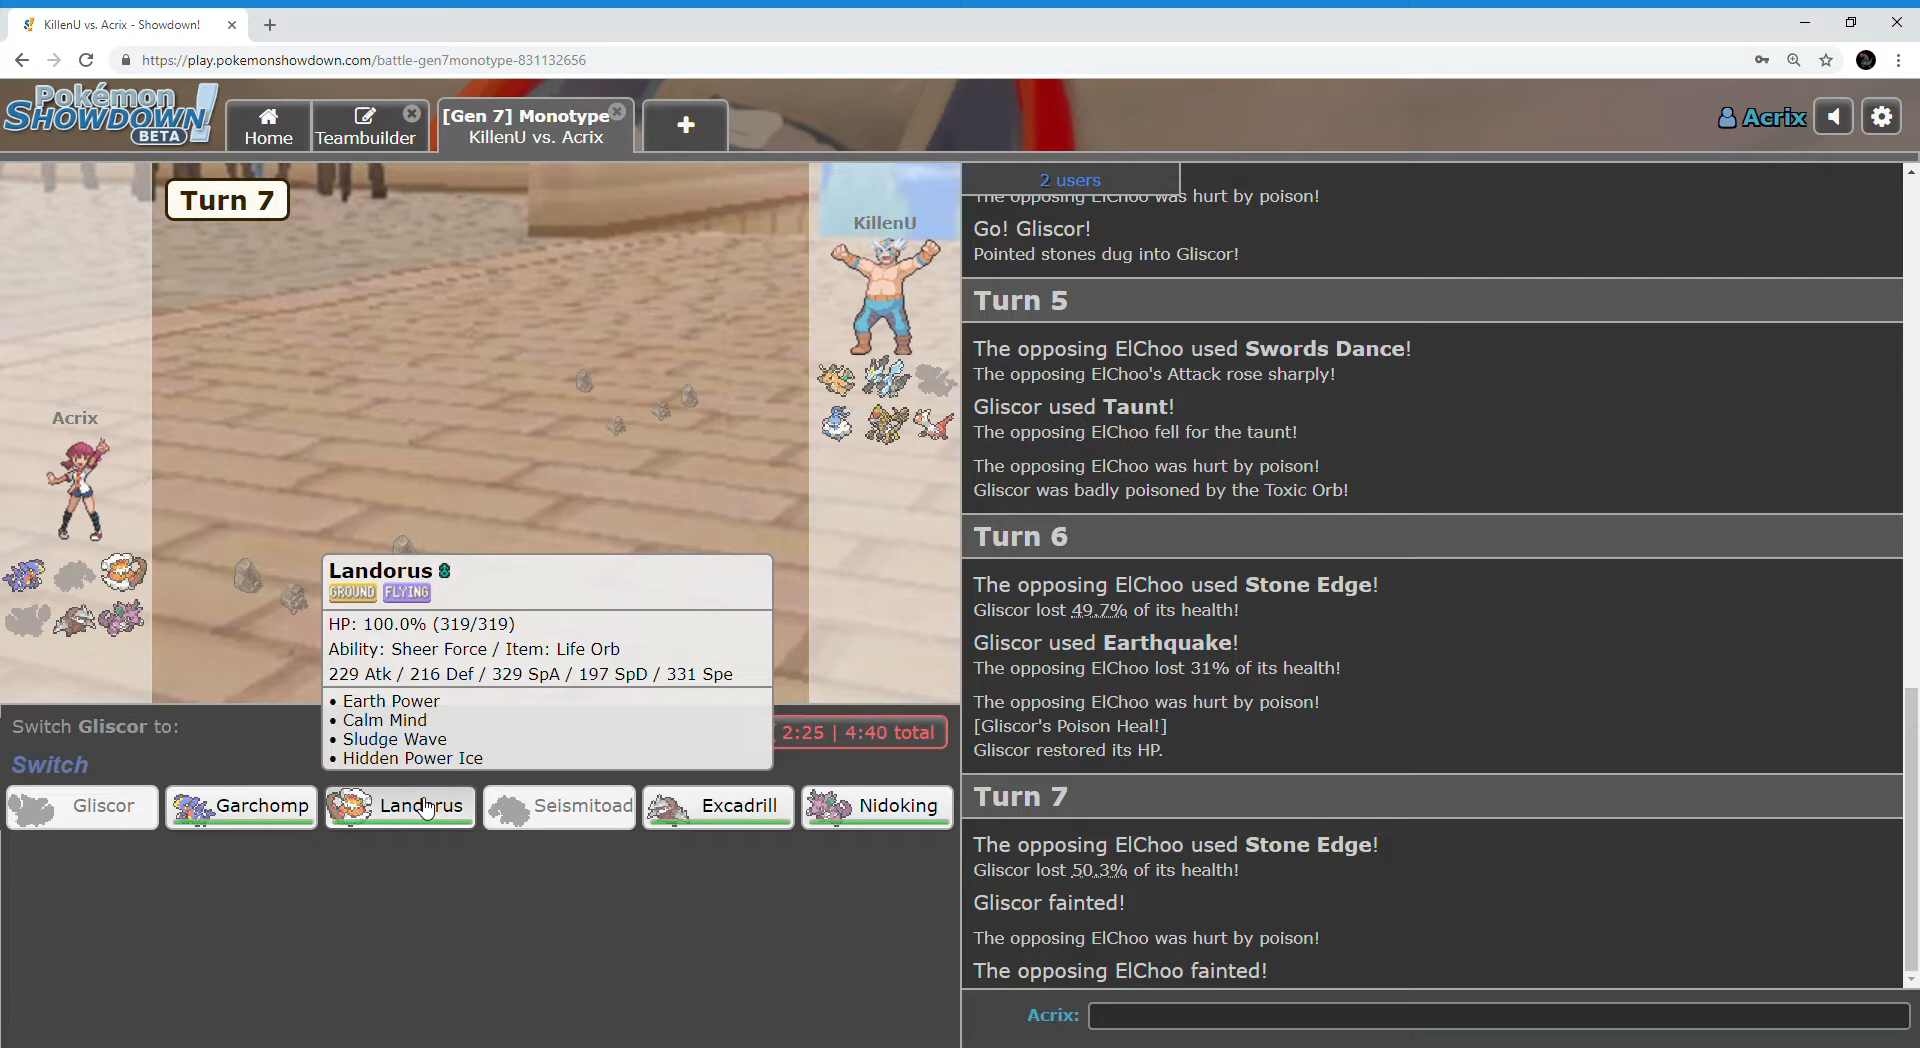 KillenU vs. Acrix - Showdown!
https://play.pokemonshowdown.com/battle-gen7monotype-831132656
Pokémon
SHOWDOWN!
BETA
Home
Teambuilder
[Gen 7] Monotype
KillenU vs. Acrix
Acrix
Turn 7
KillenU
Acrix
Landorus
GROUND FLYING
HP: 100.0% (319/319)
Ability: Sheer Force / Item: Life Orb
229 Atk / 216 Def / 329 SpA / 197 SpD / 331 Spe
• Earth Power
• Calm Mind
• Sludge Wave
• Hidden Power Ice
Switch Gliscor to:
2:25 | 4:40 total
Switch
Gliscor
Garchomp
Landorus
Seismitoad
Excadrill
Nidoking
2 users
The opposing ElChoo was hurt by poison!
Go! Gliscor!
Pointed stones dug into Gliscor!
Turn 5
The opposing ElChoo used Swords Dance!
The opposing ElChoo's Attack rose sharply!
Gliscor used Taunt!
The opposing ElChoo fell for the taunt!
The opposing ElChoo was hurt by poison!
Gliscor was badly poisoned by the Toxic Orb!
Turn 6
The opposing ElChoo used Stone Edge!
Gliscor lost 49.7% of its health!
Gliscor used Earthquake!
The opposing ElChoo lost 31% of its health!
The opposing ElChoo was hurt by poison!
[Gliscor's Poison Heal!]
Gliscor restored its HP.
Turn 7
The opposing ElChoo used Stone Edge!
Gliscor lost 50.3% of its health!
Gliscor fainted!
The opposing ElChoo was hurt by poison!
The opposing ElChoo fainted!
Acrix: